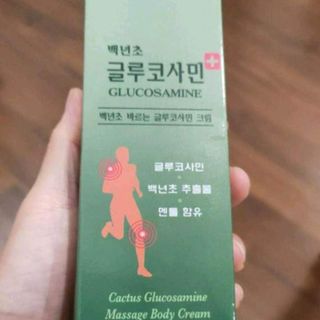 백년초
글루코사민
GLUCOSAMINE
백년초 바르는 글루코사민 크림
글루코사민
백년초 추출물
멘톨 함유
Cactus Glucosamine
Massage Body Cream